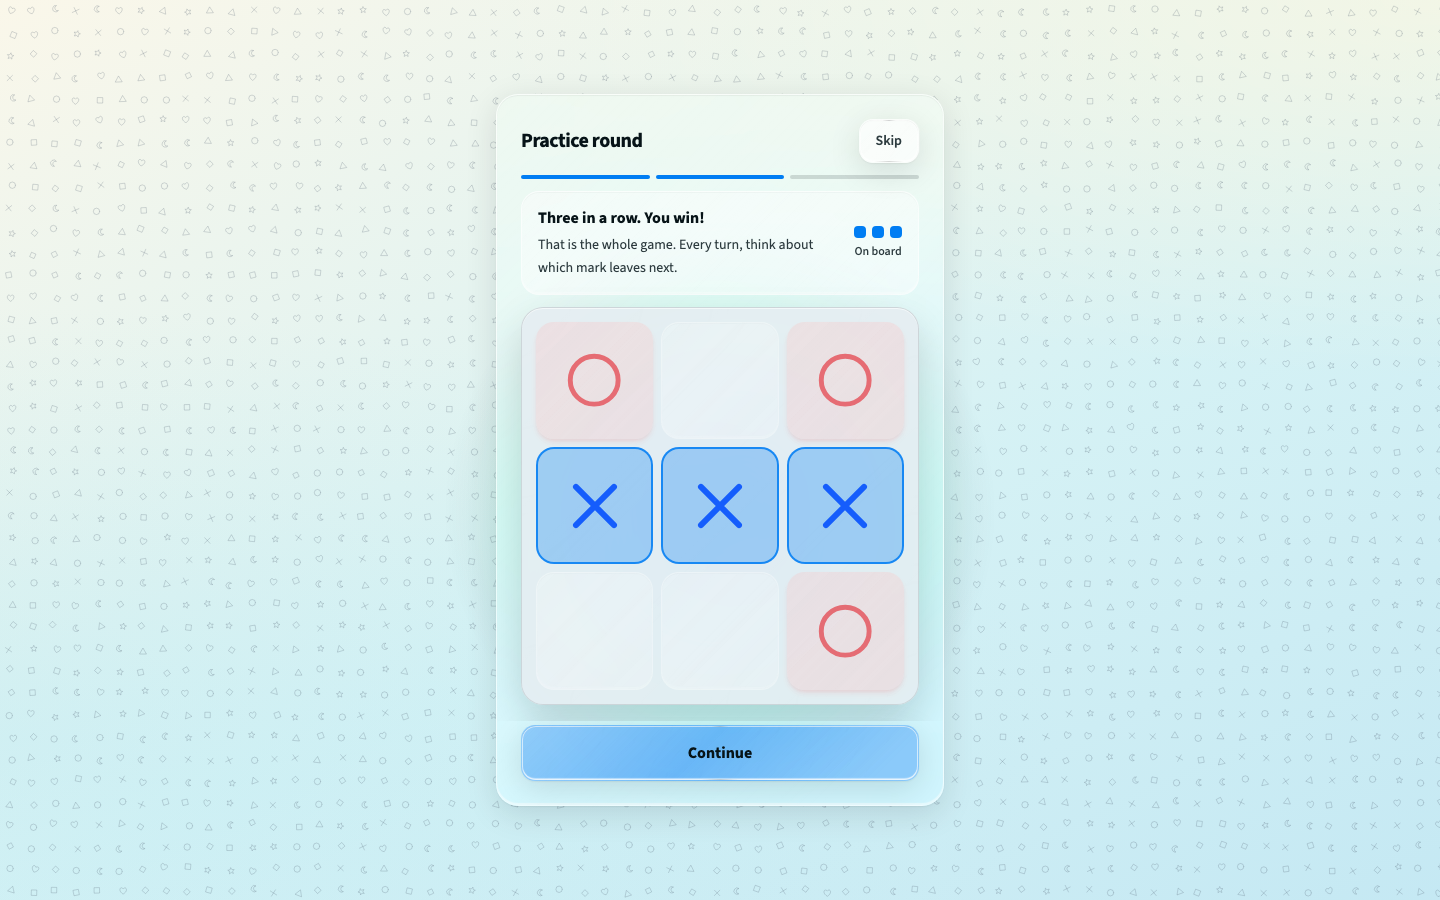 Practice round
Skip
Three in a row. You win!
That is the whole game. Every turn, think about
which mark leaves next.
On board
Continue